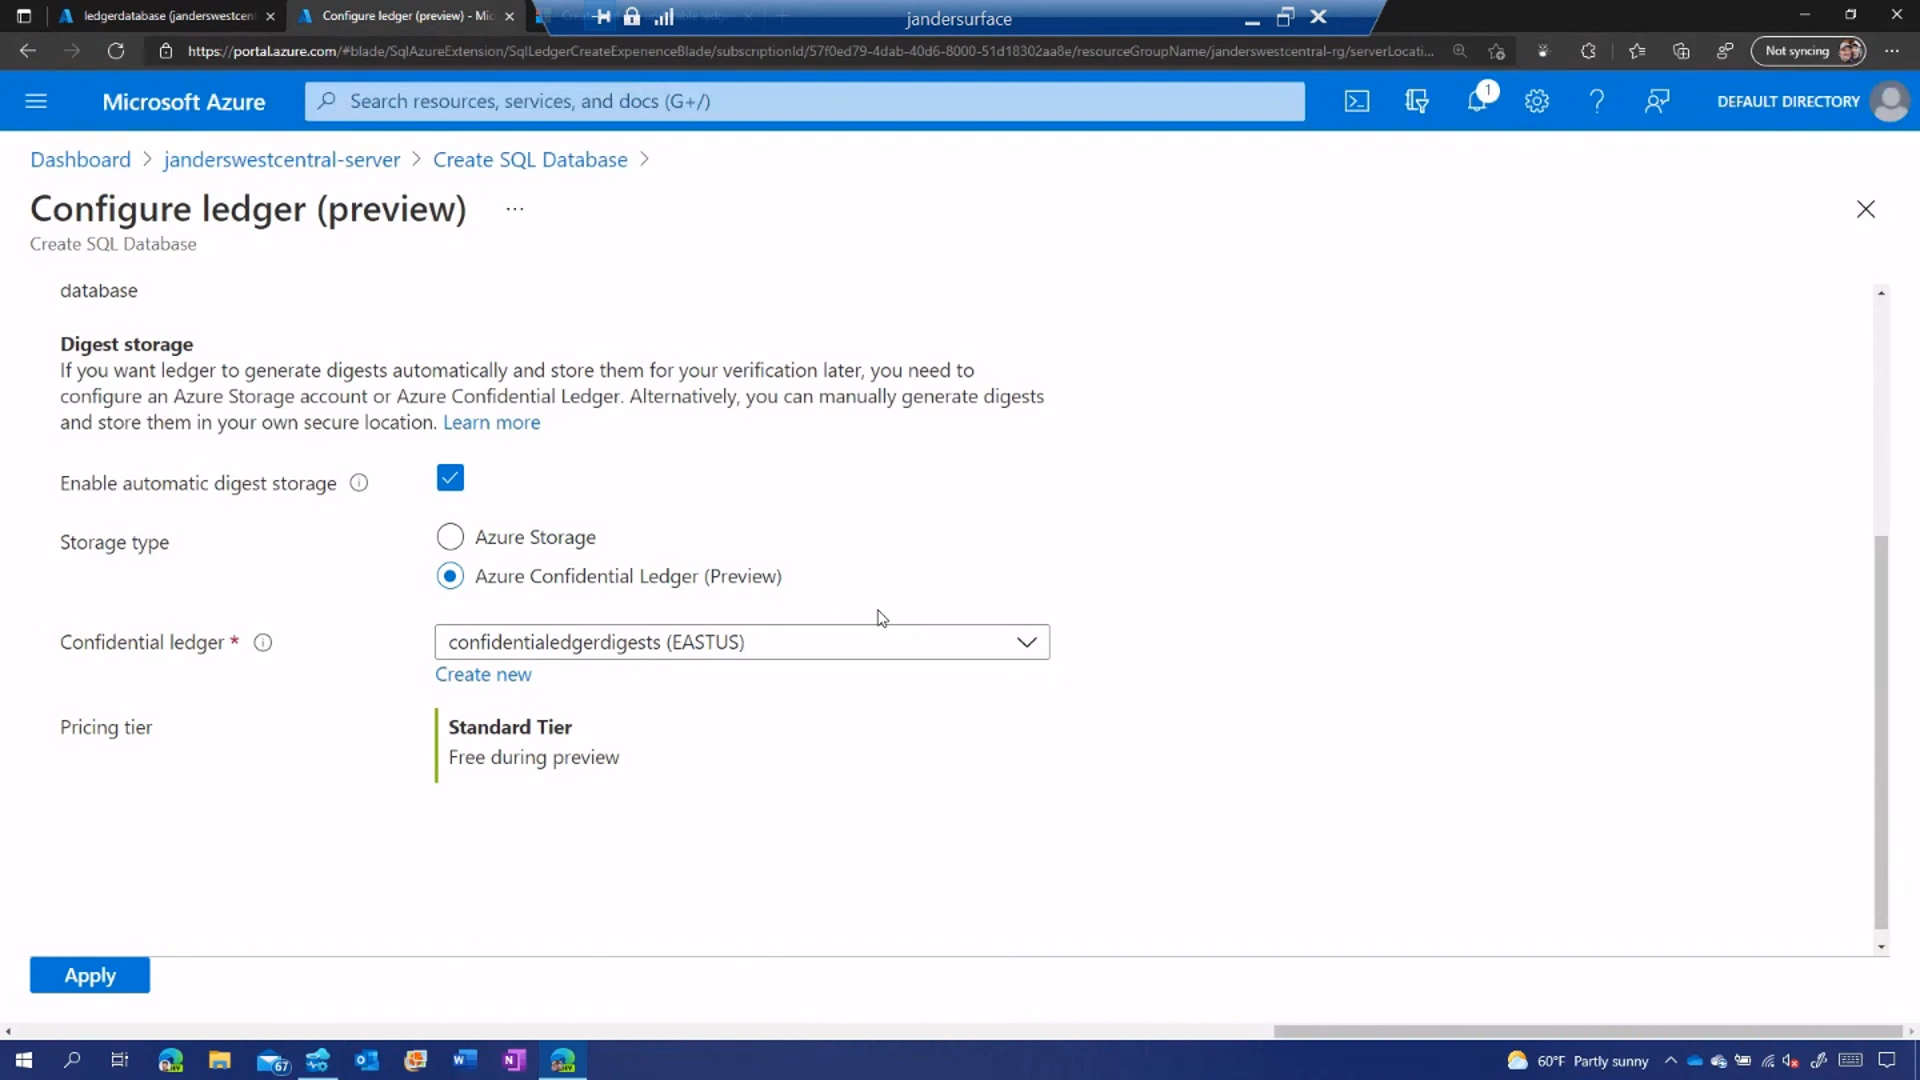 ledgerdatabase (janderswestcent
Configure ledger (preview) - Mic
jandersurface
https://portal.azure.com/#blade/SqlAzureExtension/SqlLedgerCreateExperienceBlade/subscriptionId/57f0ed79-4dab-40d6-8000-51d18302aa8e/resourceGroupName/janderswestcentral-rg/serverLocati...
Not syncing
Microsoft Azure
Search resources, services, and docs (G+/)
1
DEFAULT DIRECTORY
Dashboard > janderswestcentral-server > Create SQL Database >
Configure ledger (preview) ...
Create SQL Database
database
Digest storage
If you want ledger to generate digests automatically and store them for your verification later, you need to
configure an Azure Storage account or Azure Confidential Ledger. Alternatively, you can manually generate digests
and store them in your own secure location. Learn more
Enable automatic digest storage
Storage type
Azure Storage
Azure Confidential Ledger (Preview)
Confidential ledger *
confidentialedgerdigests (EASTUS)
Create new
Pricing tier
Standard Tier
Free during preview
Apply
67
60°F Partly sunny